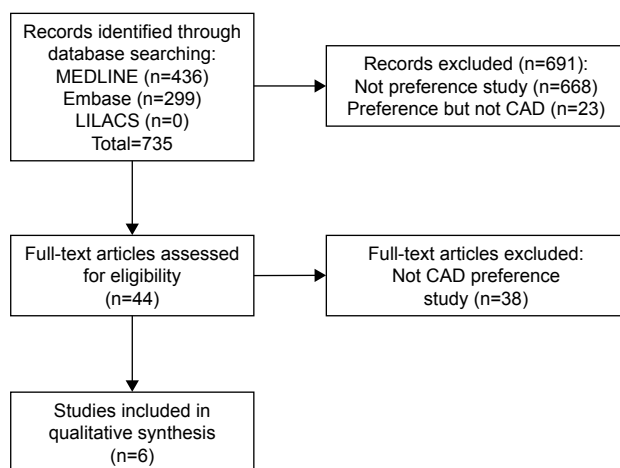 Records identified through
database searching:
MEDLINE (n=436)
Embase (n=299)
LILACS (n=0)
Total=735
Records excluded (n=691):
Not preference study (n=668)
Preference but not CAD (n=23)
Full-text articles assessed
for eligibility
(n=44)
Full-text articles excluded:
Not CAD preference
study (n=38)
Studies included in
qualitative synthesis
(n=6)